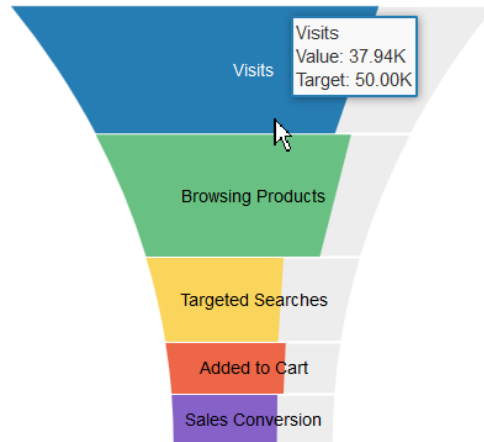 Visits
Visits
Value: 37.94K
Target: 50.00K
Browsing Products
Targeted Searches
Added to Cart
Sales Conversion